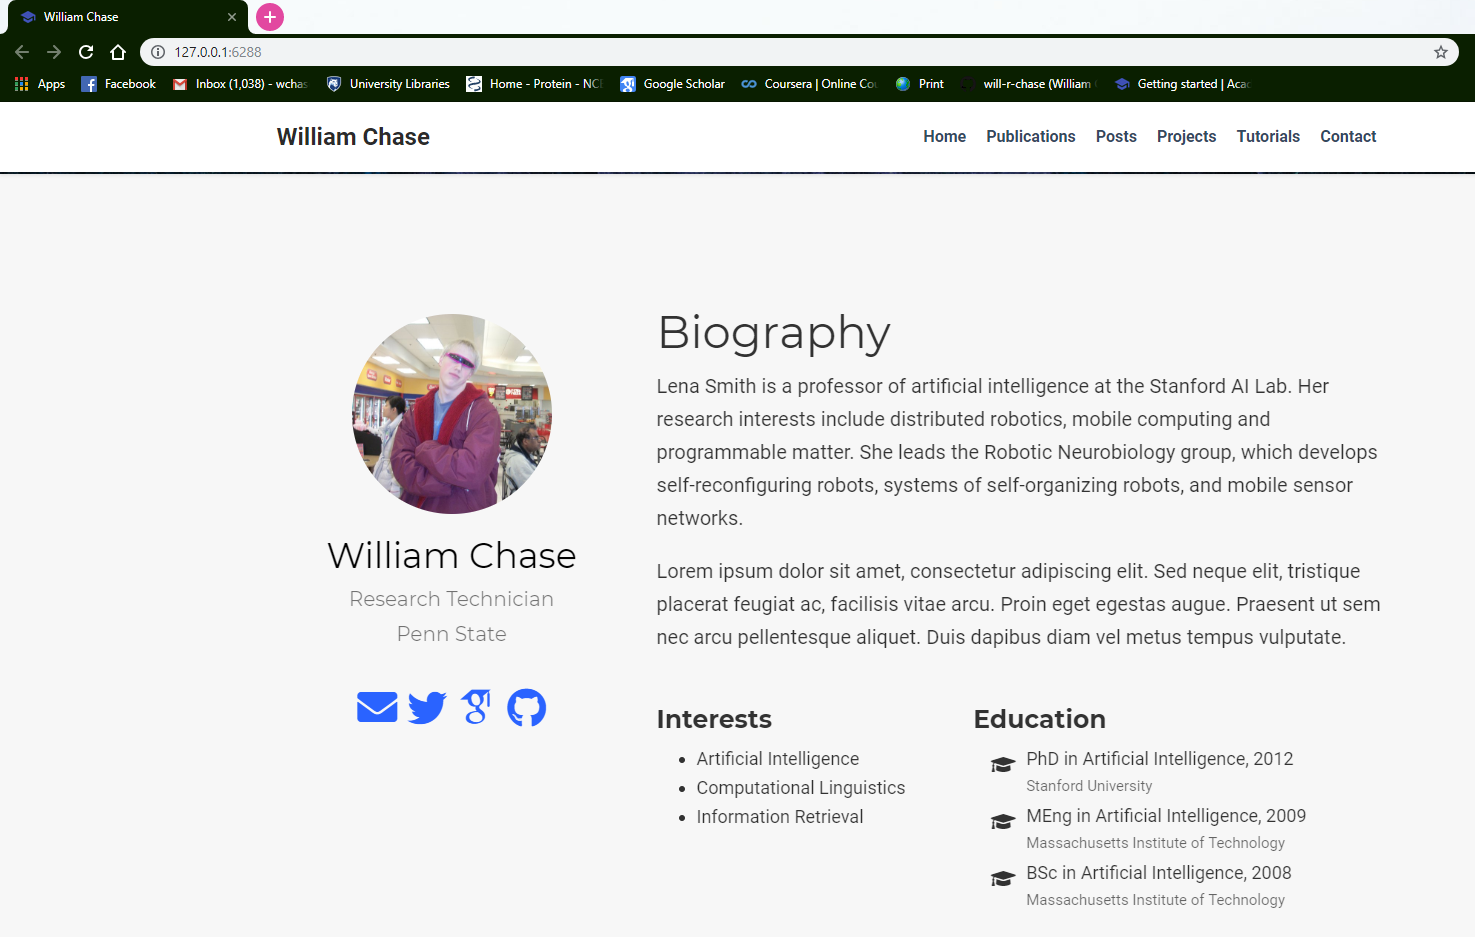 William Chase
127.0.0.1:6288
Apps Facebook Inbox (1,038) - wchas University Libraries Home - Protein - NC Google Scholar Coursera | Online Co Print will-r-chase (William Getting started | Aca
William Chase Home Publications Posts Projects Tutorials Contact
Biography
Lena Smith is a professor of artificial intelligence at the Stanford AI Lab. Her
research interests include distributed robotics, mobile computing and
programmable matter. She leads the Robotic Neurobiology group, which develops
self-reconfiguring robots, systems of self-organizing robots, and mobile sensor
networks.
Lorem ipsum dolor sit amet, consectetur adipiscing elit. Sed neque elit, tristique
placerat feugiat ac, facilisis vitae arcu. Proin eget egestas augue. Praesent ut sem
nec arcu pellentesque aliquet. Duis dapibus diam vel metus tempus vulputate.
William Chase
Research Technician
Penn State
Interests
Artificial Intelligence
Computational Linguistics
Information Retrieval
Education
PhD in Artificial Intelligence, 2012
Stanford University
MEng in Artificial Intelligence, 2009
Massachusetts Institute of Technology
BSc in Artificial Intelligence, 2008
Massachusetts Institute of Technology